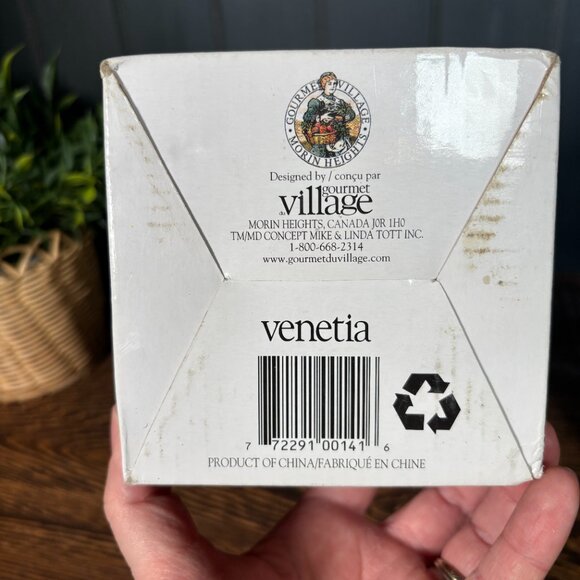 GOURMET VILLAGE
MORIN HEIGHTS
Designed by / conçu par
gourmet
du village
MORIN HEIGHTS, CANADA J0R 1H0
TM/MD CONCEPT MIKE & LINDA TOTT INC.
1-800-668-2314
www.gourmetduvillage.com
venetia
7 72291 00141 6
PRODUCT OF CHINA/FABRIQUÉ EN CHINE